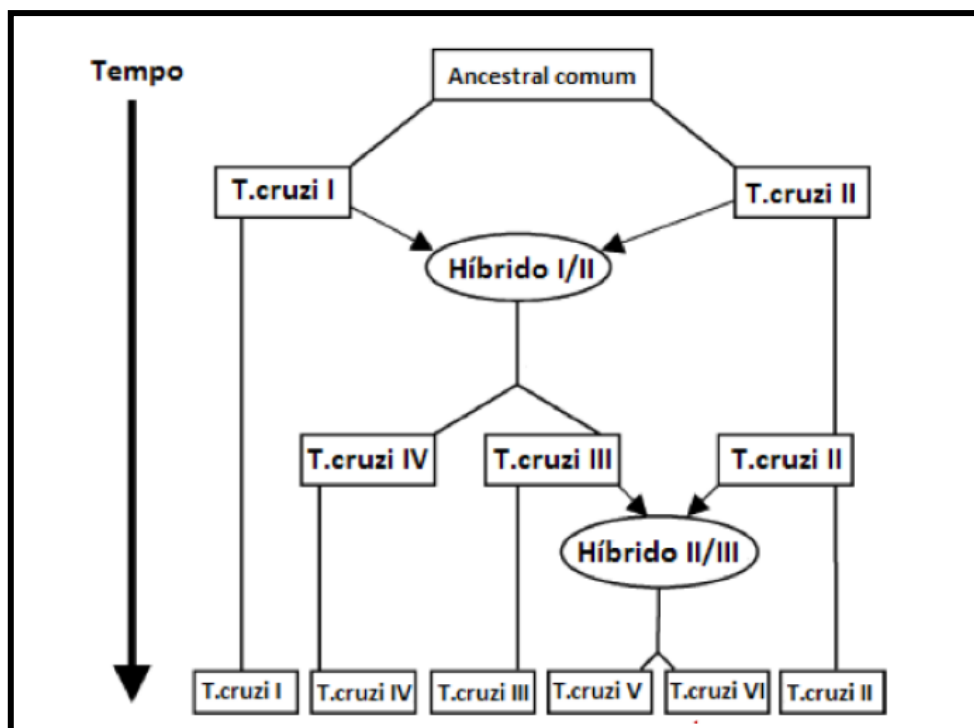 Tempo
Ancestral comum
T.cruzi I
T.cruzi II
Híbrido I/II
T.cruzi IV
T.cruzi III
T.cruzi II
Híbrido II/III
T.cruzi I
T.cruzi IV
T.cruzi III
T.cruzi V
T.cruzi VI
T.cruzi II